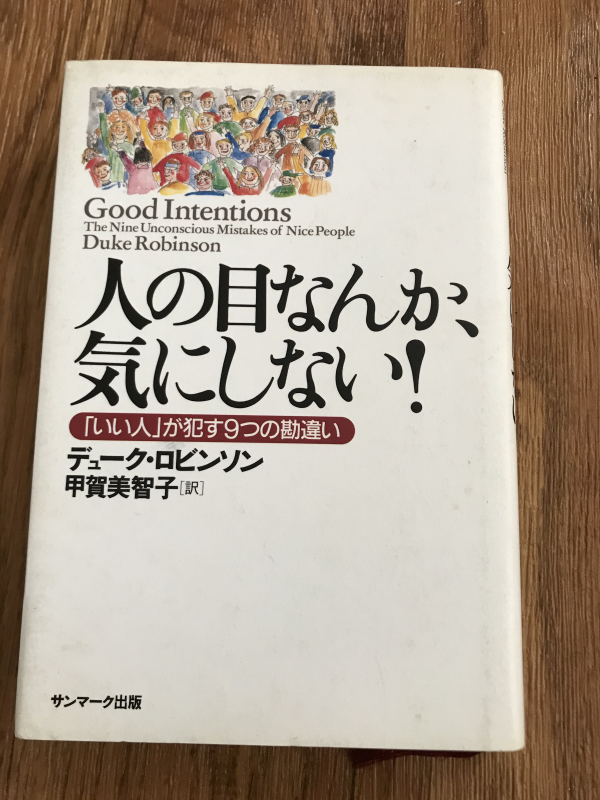 Good Intentions
The Nine Unconscious Mistakes of Nice People
Duke Robinson
人の目なんか、
気にしない!
「いい人」が犯す9つの勘違い
デューク・ロビンソン
甲賀美智子[訳]
サンマーク出版